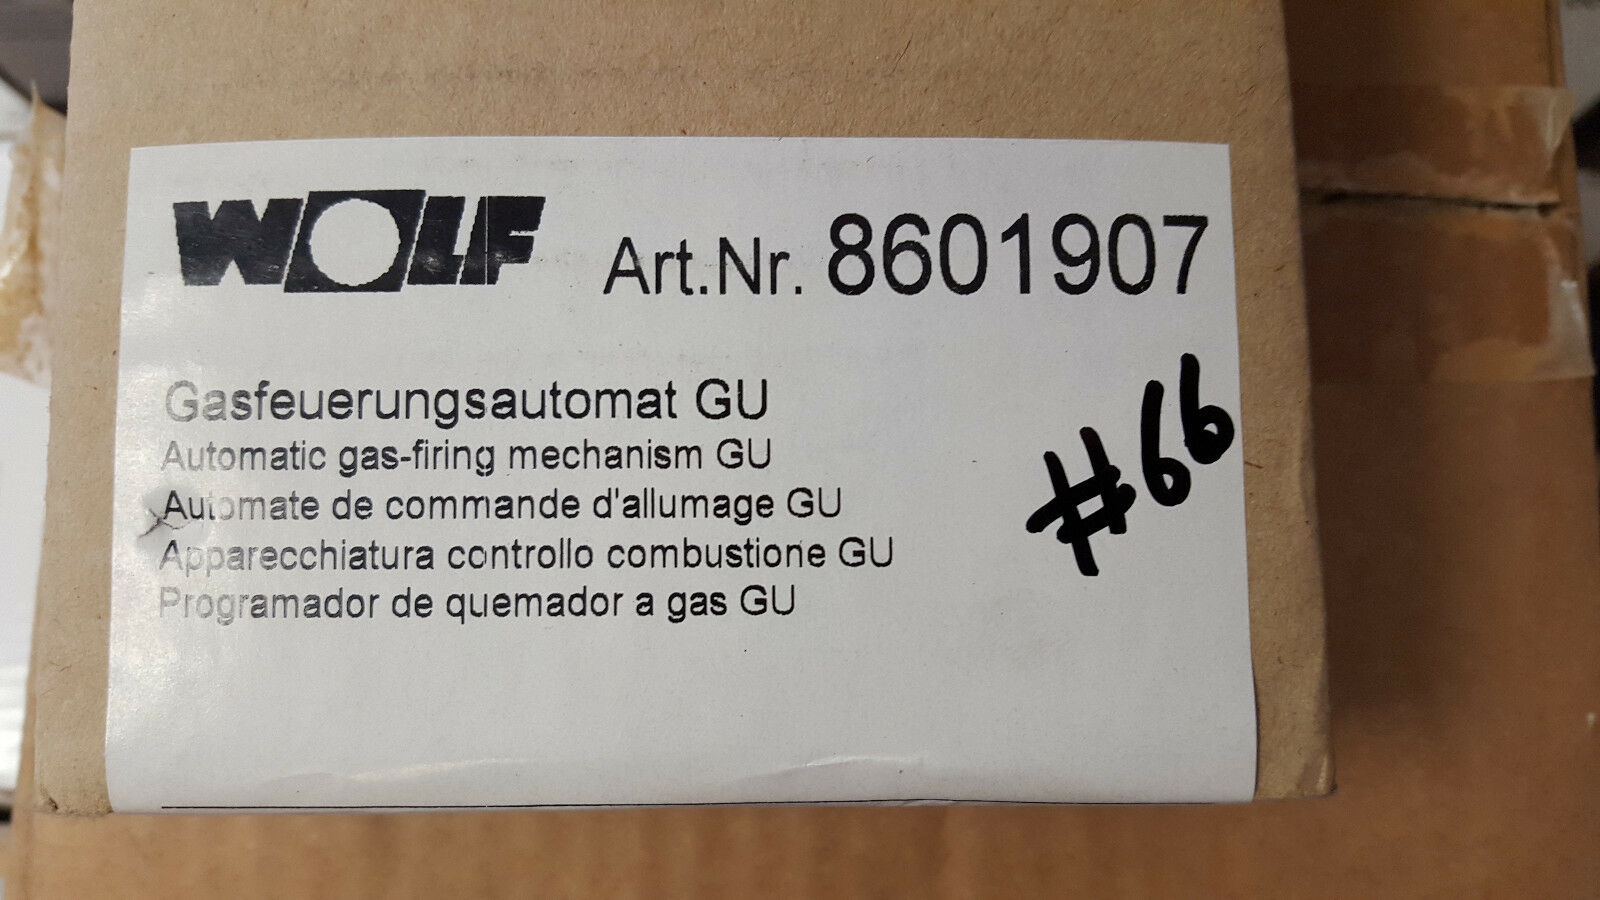 WOLF
Art.Nr. 8601907
Gasfeuerungsautomat GU
Automatic gas-firing mechanism GU
Automate de commande d'allumage GU
Apparecchiatura controllo combustione GU
Programador de quemador a gas GU
#66